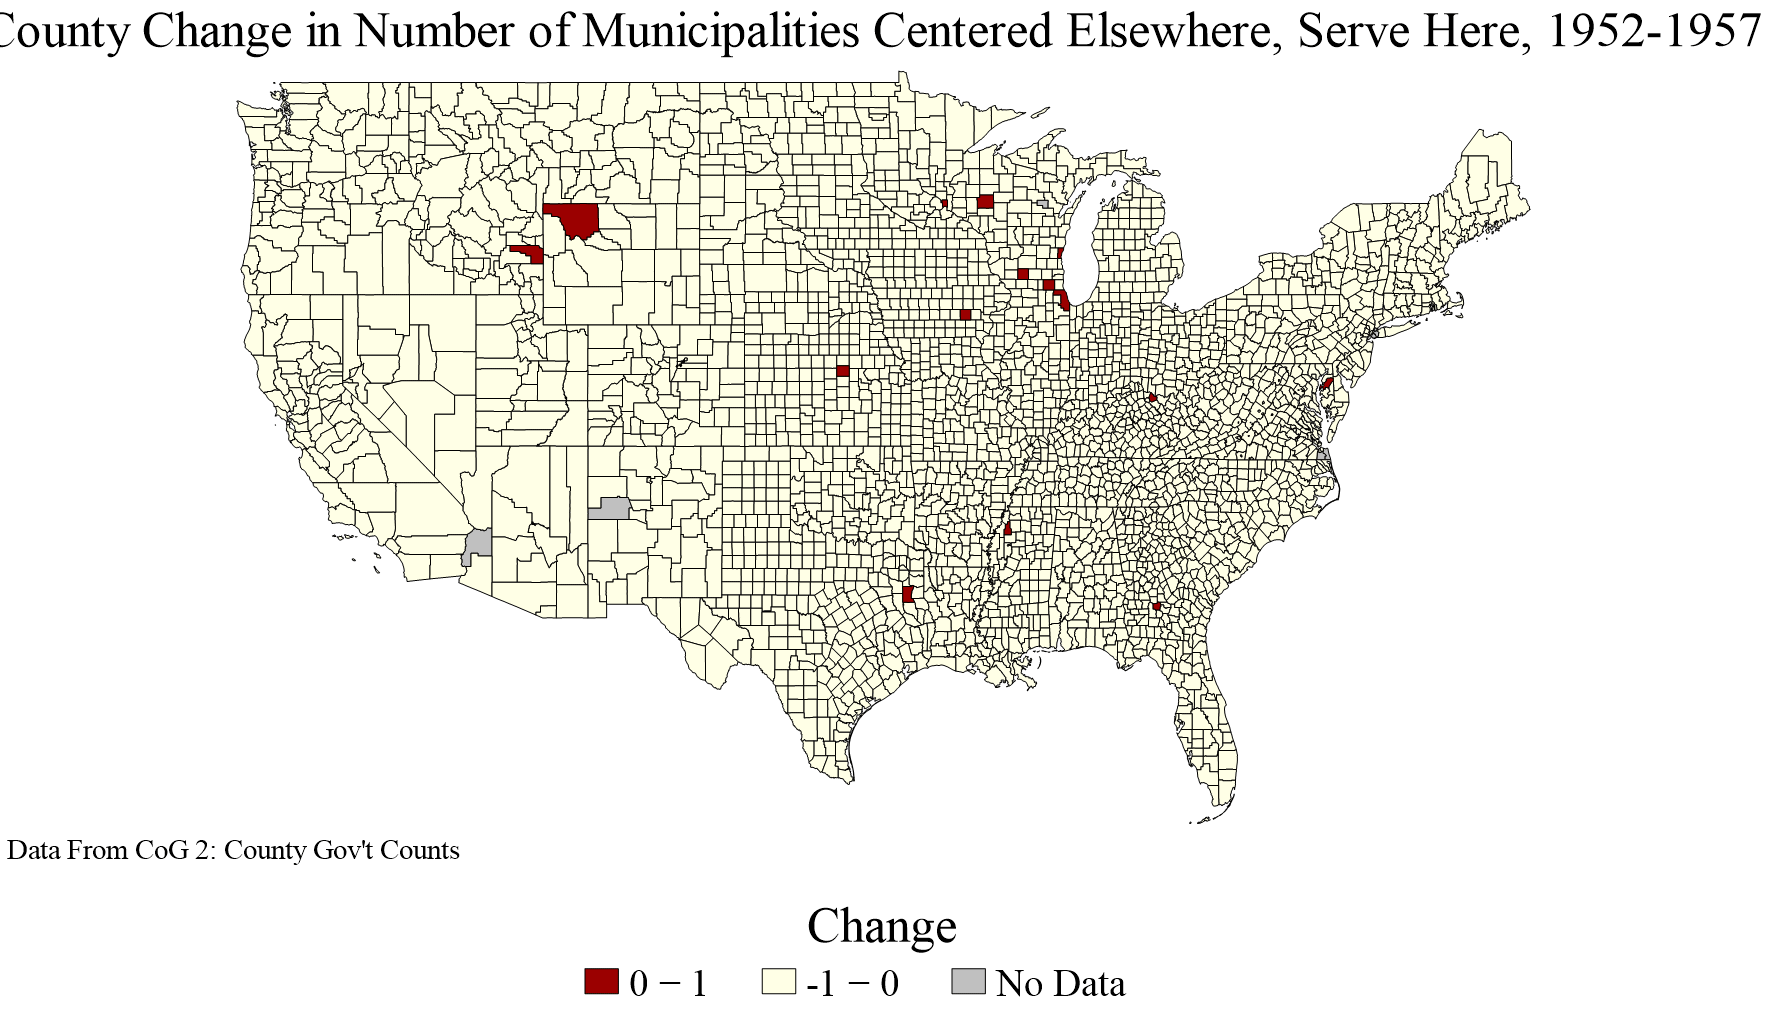 County Change in Number of Municipalities Centered Elsewhere, Serve Here, 1952-1957
Data From CoG 2: County Gov't Counts
Change
0 − 1
-1 − 0
No Data